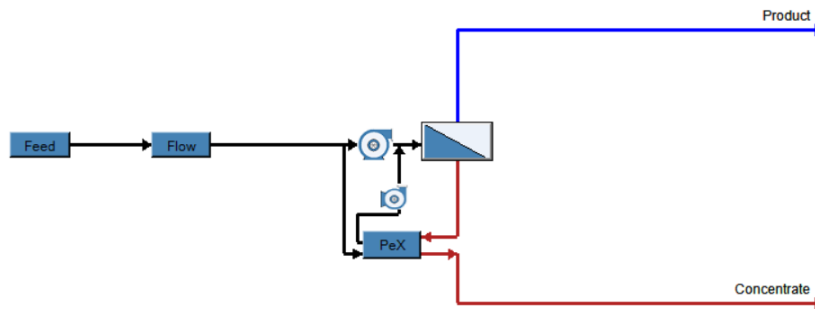 Product
Feed
Flow
PeX
Concentrate